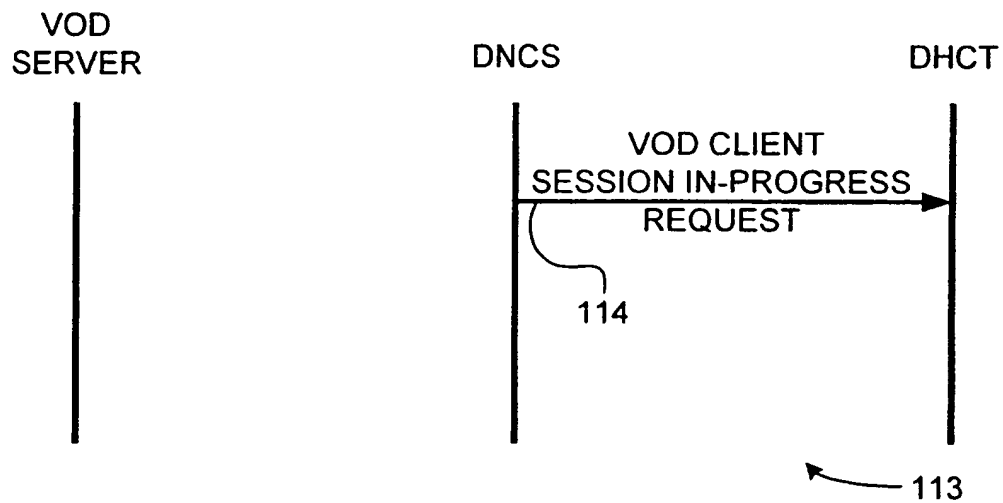 VOD
SERVER
DNCS
DHCT
VOD CLIENT
SESSION IN-PROGRESS
REQUEST
114
113